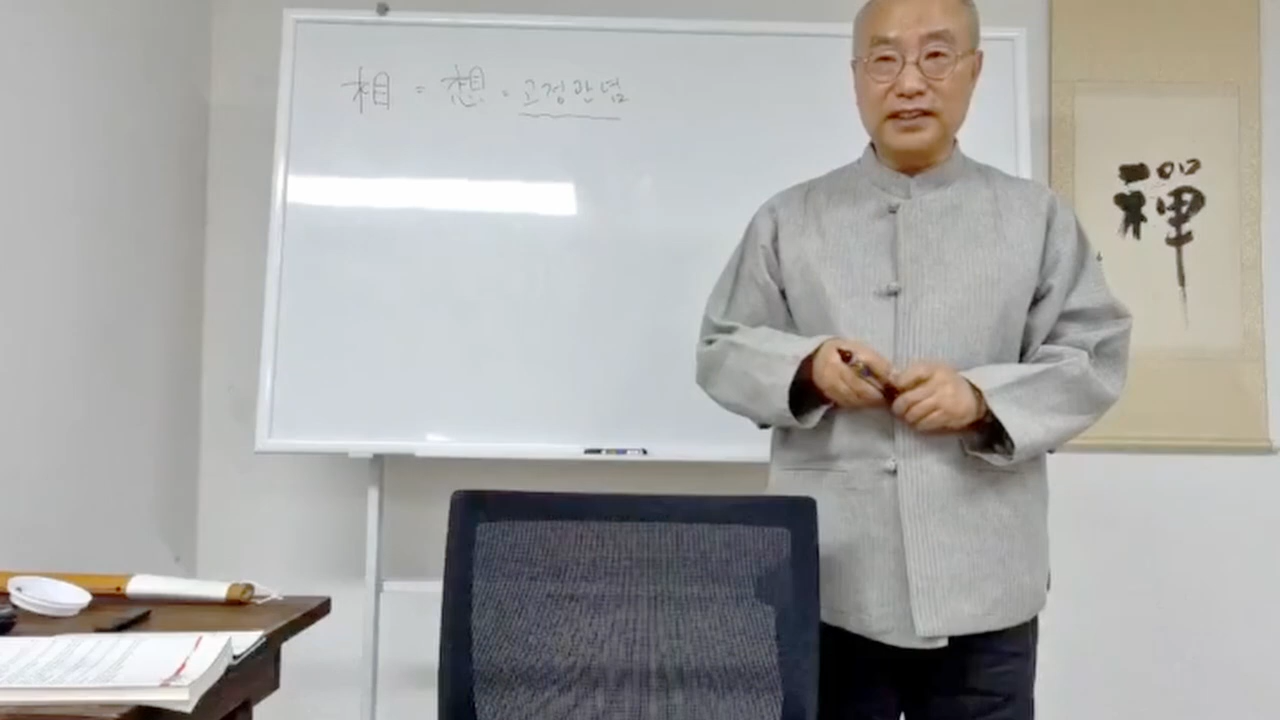 相 = 想 = 고정관념
禪